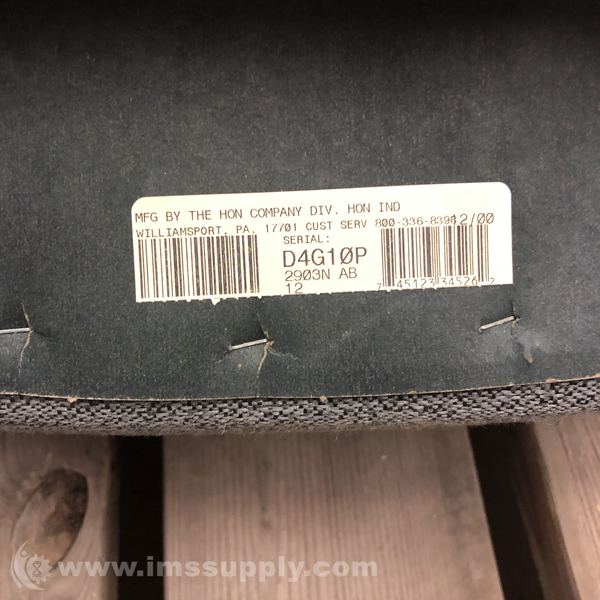 MFG BY THE HON COMPANY DIV. HON IND
WILLIAMSPORT, PA. 17701 CUST SERV 800-336-8398
12/00
SERIAL:
D4G10P
2903N AB
12
7 45123 34526 2
www.imssupply.com